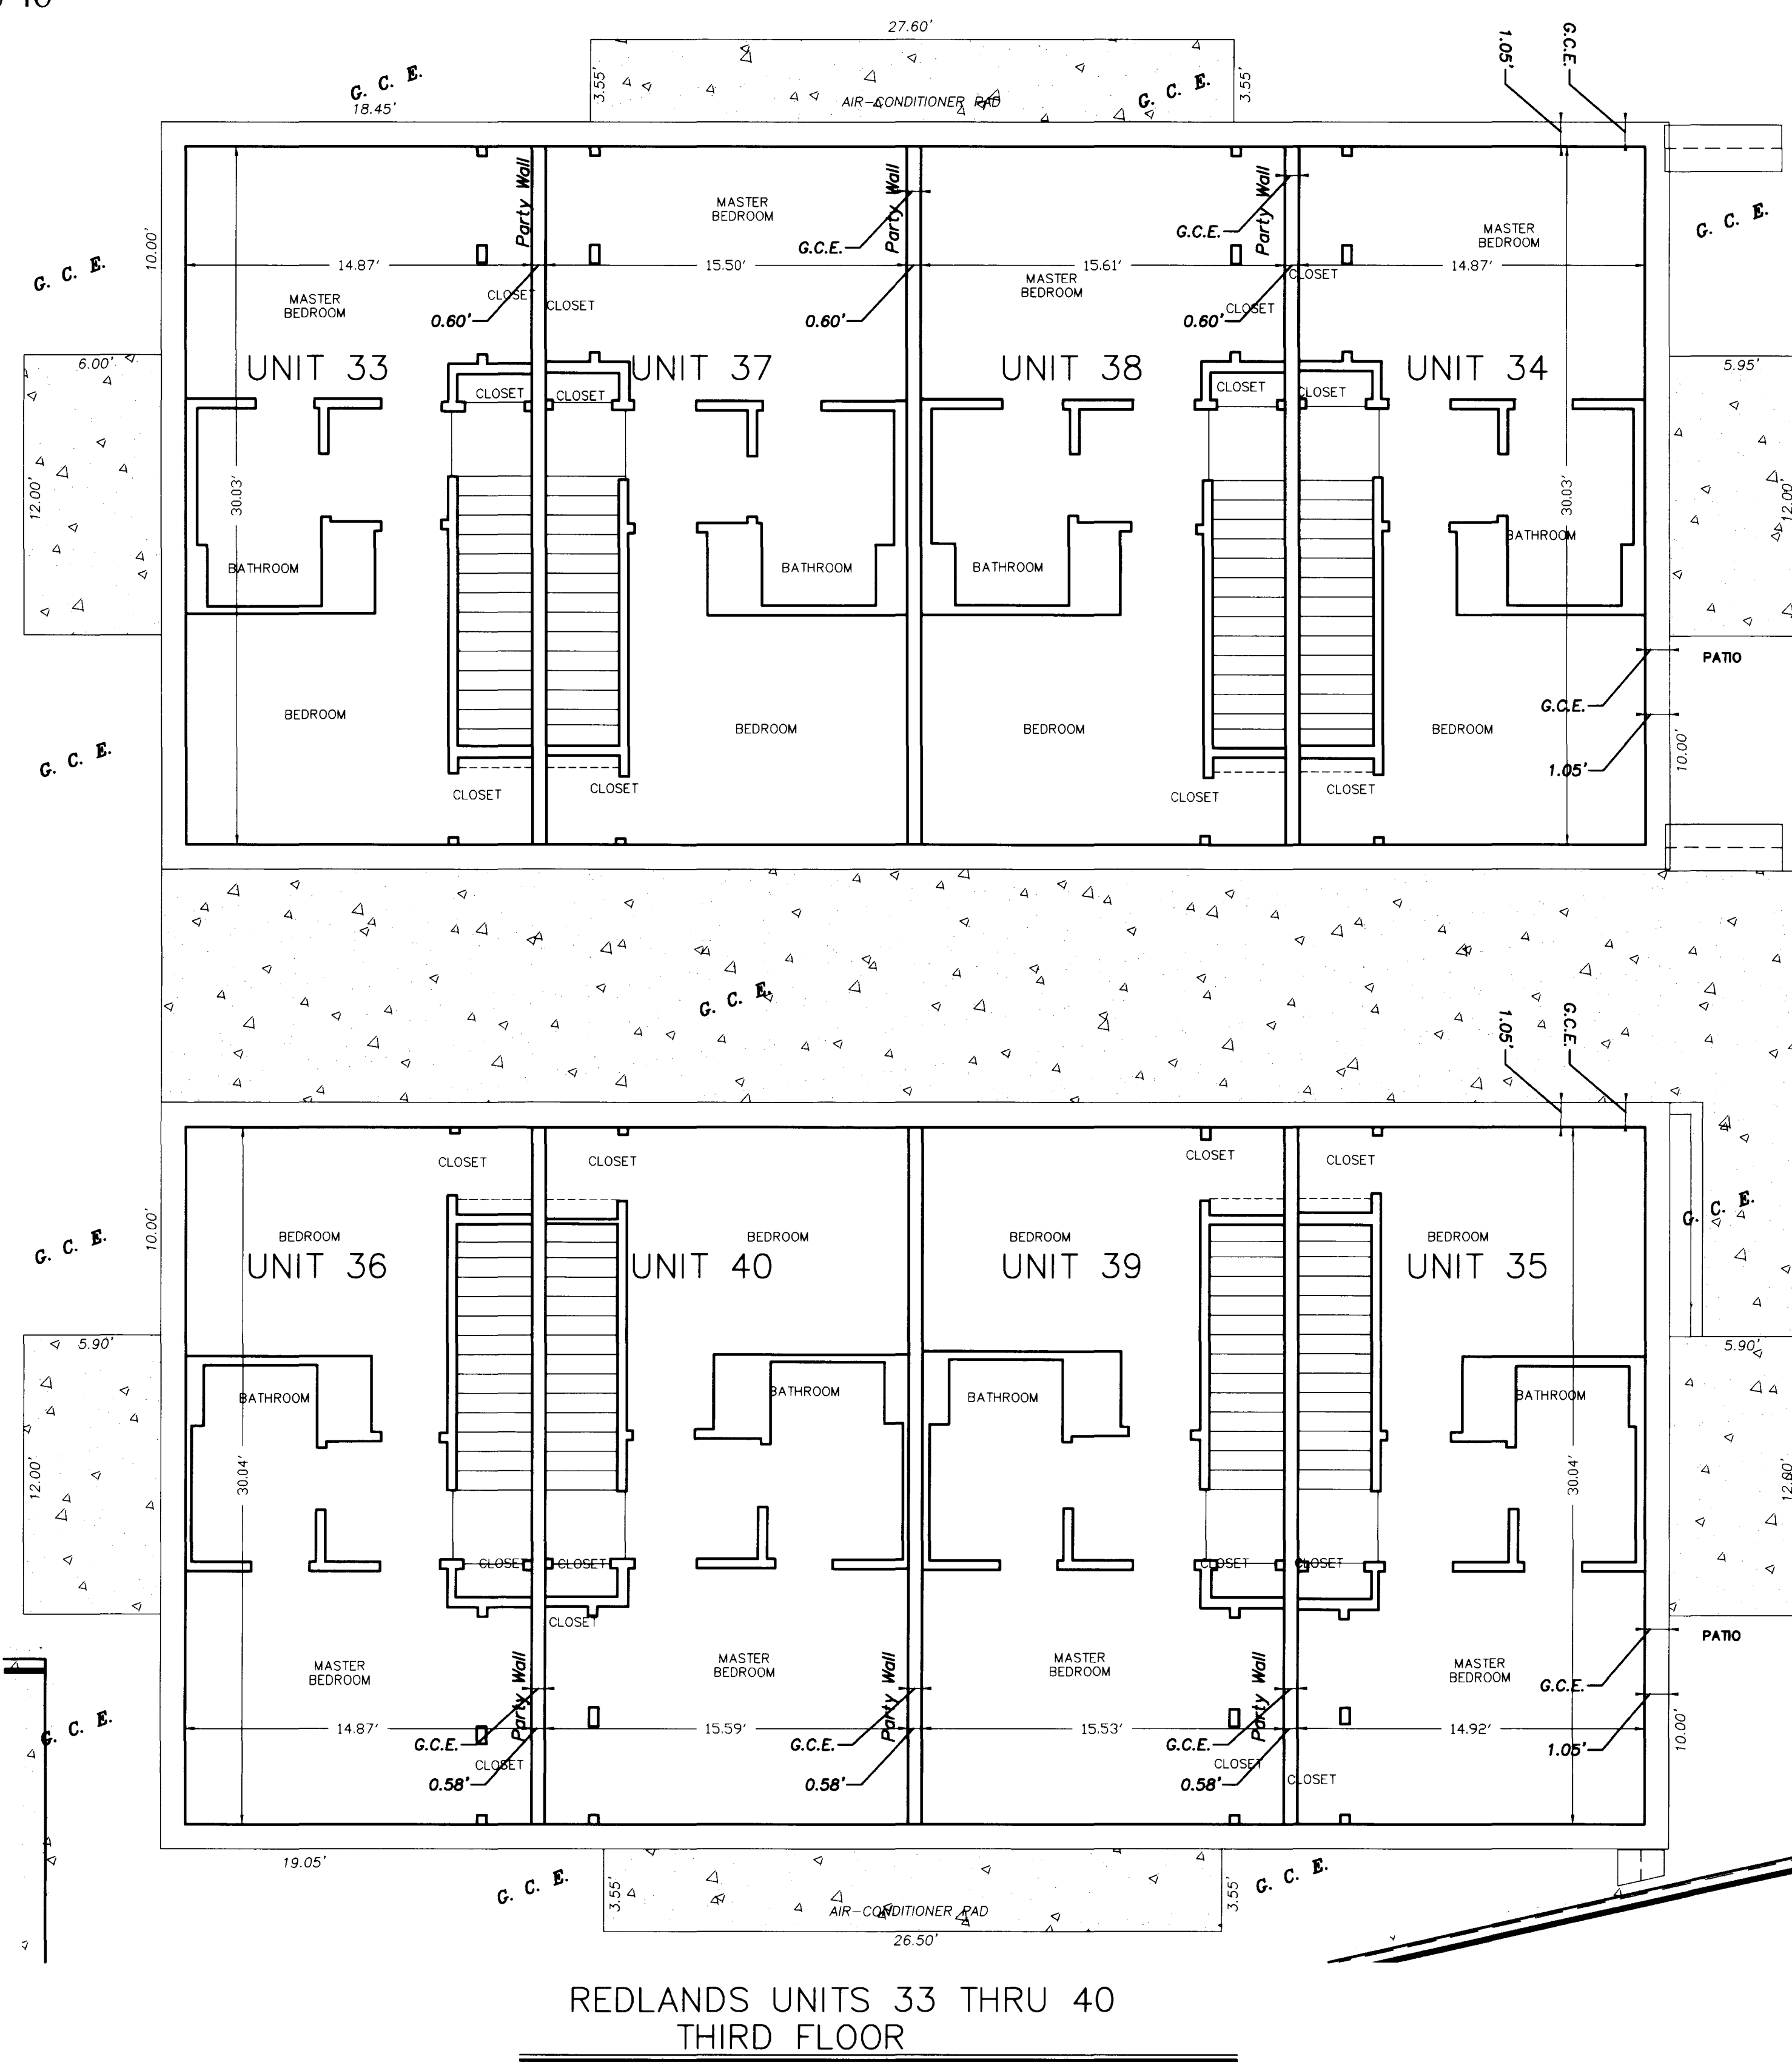 27.60'
G. C. E.
18.45'
3.55'
AIR-CONDITIONER PAD
G. C. E.
3.55'
1.05'
G.C.E.
10.00'
G. C. E.
Party Wall
MASTER
BEDROOM
G.C.E.
Party Wall
G.C.E.
Party Wall
MASTER
BEDROOM
G. C. E.
14.87'
15.50'
15.61'
14.87'
MASTER
BEDROOM
CLOSET
CLOSET
MASTER
BEDROOM
CLOSET
CLOSET
0.60'
0.60'
0.60'
6.00'
UNIT 33
UNIT 37
UNIT 38
UNIT 34
5.95'
CLOSET
CLOSET
CLOSET
CLOSET
12.00'
30.03'
30.03'
12.00'
BATHROOM
BATHROOM
BATHROOM
BATHROOM
PATIO
G.C.E.
BEDROOM
BEDROOM
BEDROOM
BEDROOM
G. C. E.
1.05'
10.00'
CLOSET
CLOSET
CLOSET
CLOSET
G. C. E.
1.05'
G.C.E.
10.00'
G. C. E.
CLOSET
CLOSET
CLOSET
CLOSET
G. C. E.
BEDROOM
BEDROOM
BEDROOM
BEDROOM
UNIT 36
UNIT 40
UNIT 39
UNIT 35
5.90'
5.90'
BATHROOM
BATHROOM
BATHROOM
BATHROOM
12.00'
30.04'
30.04'
12.00'
CLOSET
CLOSET
CLOSET
CLOSET
CLOSET
PATIO
MASTER
BEDROOM
Party Wall
MASTER
BEDROOM
Party Wall
MASTER
BEDROOM
Party Wall
MASTER
BEDROOM
G.C.E.
G. C. E.
14.87'
15.59'
15.53'
14.92'
10.00'
G.C.E.
G.C.E.
G.C.E.
1.05'
CLOSET
CLOSET
CLOSET
0.58'
0.58'
0.58'
19.05'
G. C. E.
3.55'
AIR-CONDITIONER PAD
3.55'
G. C. E.
26.50'
REDLANDS UNITS 33 THRU 40
THIRD FLOOR